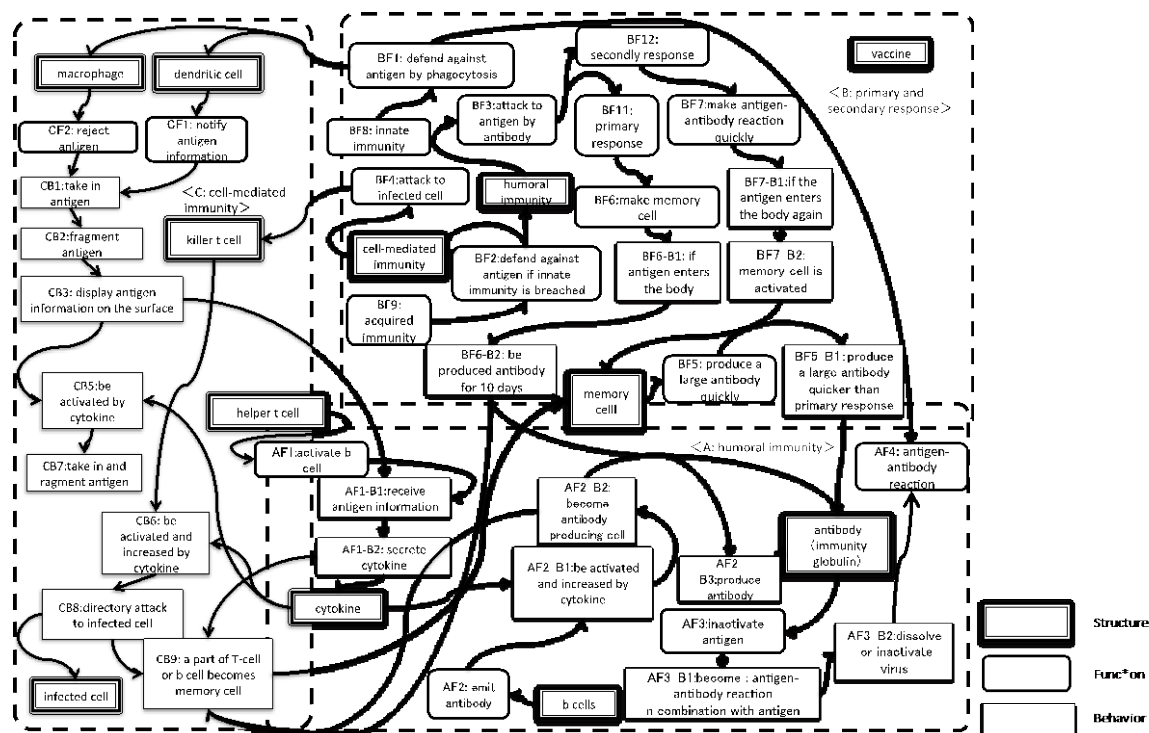 macrophage
dendritic cell
CF2: reject
antigen
CF1: notify
antigen
information
CB1:take in
antigen
<C: cell-mediated
immunity>
CB2:fragment
antigen
killer t cell
CB3: display antigen
information on the surface
CB5:be
activated by
cytokine
CB7:take in and
ragment antigen
CB6: be
activated and
increased by
cytokine
CB8:directory attack
to infected cell
CB9: a part of T-cell
or b cell becomes
memory cell
infected cell
BF1: defend against
antigen by phagocytosis
BF12:
secondly response
vaccine
<B: primary and
secondary response>
BF3:attack to
antigen by
antibody
BF11:
primary
response
BF7:make antigen-
antibody reaction
quickly
BF8: innate
immunity
BF4:attack to
infected cell
humoral
immunity
BF6:make memory
cell
BF7-B1:if the
antigen enters
the body again
cell-mediated
immunity
BF2:defend against
antigen if innate
immunity is breached
BF6-B1: if
antigen enters
the body
BF7 B2:
memory cell is
activated
BF9:
acquired
immunity
BF6-B2: be
produced antibody
for 10 days
memory
celll
BF5: produce a
large antibody
quickly
BF5 B1:produce
a large antibody
quicker than
primary response
helper t cell
<A: humoral immunity>
AF1:activate b
cell
AF4: antigen-
antibody
reaction
AF1-B1:receive
antigen information
AF2 B2:
become
antibody
producing cell
antibody
(immunity
globulin)
AF1-B2: secrete
cytokine
AF2 B1:be activated
and increased by
cytokine
AF2
B3:produce
antibody
cytokine
AF3:inactivate
antigen
AF3 B2:dissolve
or inactivate
virus
AF2: emit
antibody
b cells
AF3 B1:become : antigen-
antibody reaction
n combination with antigen
Structure
Func*on
Behavior